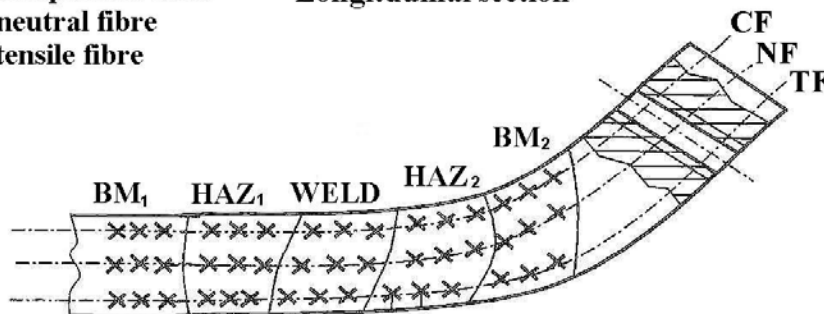 neutral fibre
tensile fibre
CF
NF
TF
BM₂
BM₁ HAZ₁ WELD HAZ₂